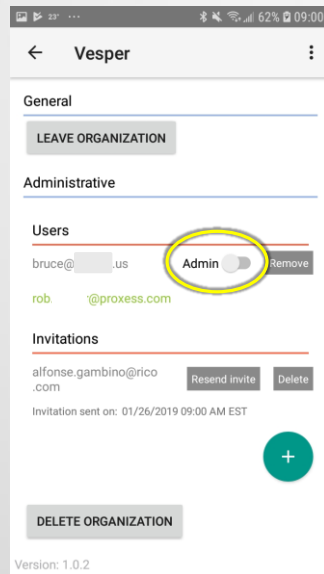 23° ··· 62% 09:00
Vesper
General
LEAVE ORGANIZATION
Administrative
Users
bruce@ .us Admin Remove
rob. @proxess.com
Invitations
alfonse.gambino@rico
.com Resend invite Delete
Invitation sent on: 01/26/2019 09:00 AM EST
+
DELETE ORGANIZATION
Version: 1.0.2